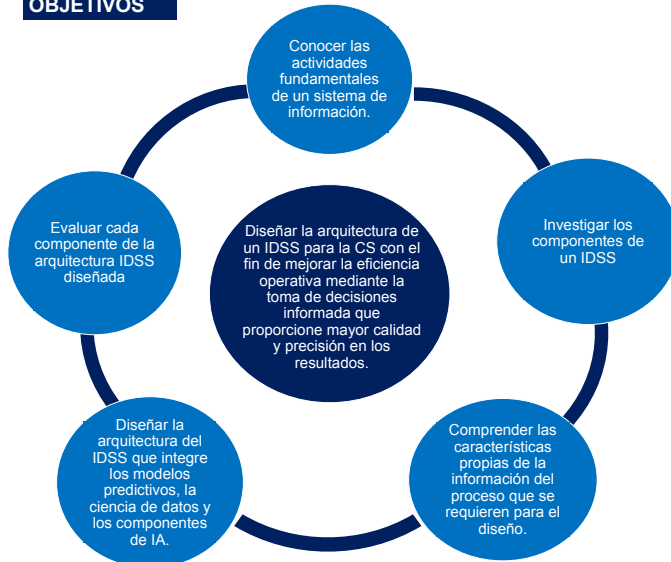 OBJETIVOS
Conocer las
actividades
fundamentales
de un sistema de
información.
Investigar los
componentes de
un IDSS
Comprender las
características
propias de la
información del
proceso que se
requieren para el
diseño.
Diseñar la
arquitectura del
IDSS que integre
los modelos
predictivos, la
ciencia de datos y
los componentes
de IA.
Evaluar cada
componente de la
arquitectura IDSS
diseñada
Diseñar la arquitectura de
un IDSS para la CS con el
fin de mejorar la eficiencia
operativa mediante la
toma de decisiones
informada que
proporcione mayor calidad
y precisión en los
resultados.